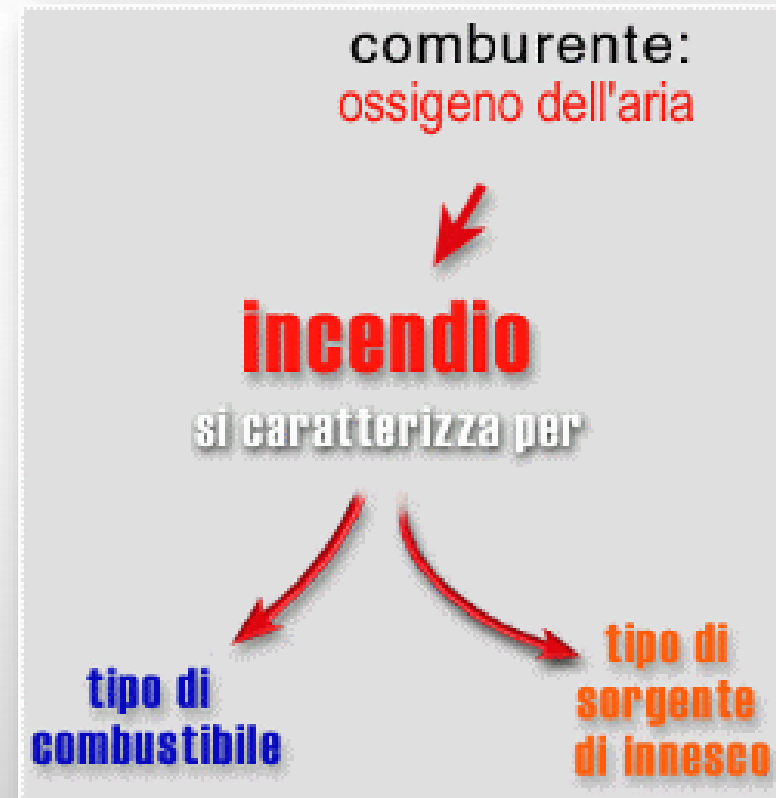 comburente:
ossigeno dell'aria
incendio
si caratterizza per
tipo di
combustibile
tipo di
sorgente
di innesco